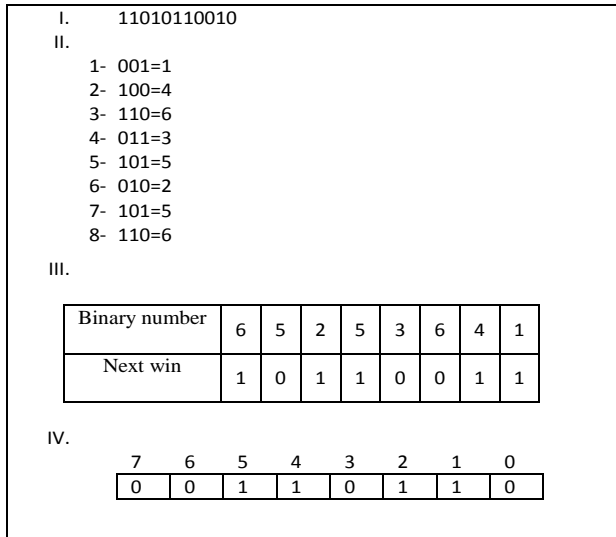 I. 11010110010
II.
1- 001=1
2- 100=4
3- 110=6
4- 011=3
5- 101=5
6- 010=2
7- 101=5
8- 110=6
III.
Binary number 6 5 2 5 3 6 4 1
Next win 1 0 1 1 0 0 1 1
IV.
7 6 5 4 3 2 1 0
0 0 1 1 0 1 1 0